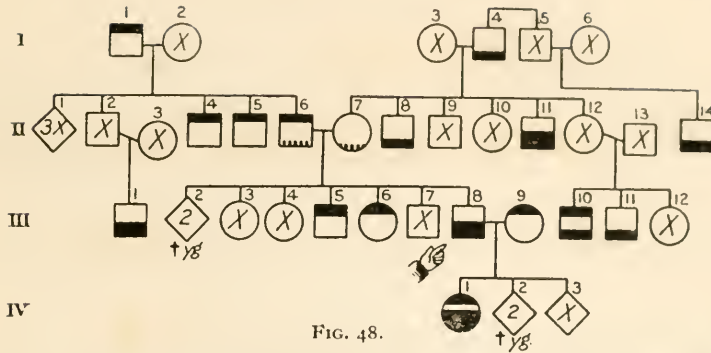 1 2 3 4 5 6
I X X X X
1 2 3 4 5 6 7 8 9 10 11 12 13 14
II 3X X X X X X X
1 2 3 4 5 6 7 8 9 10 11 12
III 2 X X X X
† yg
1 2 3
IV 2 X
† yg.
FIG. 48.